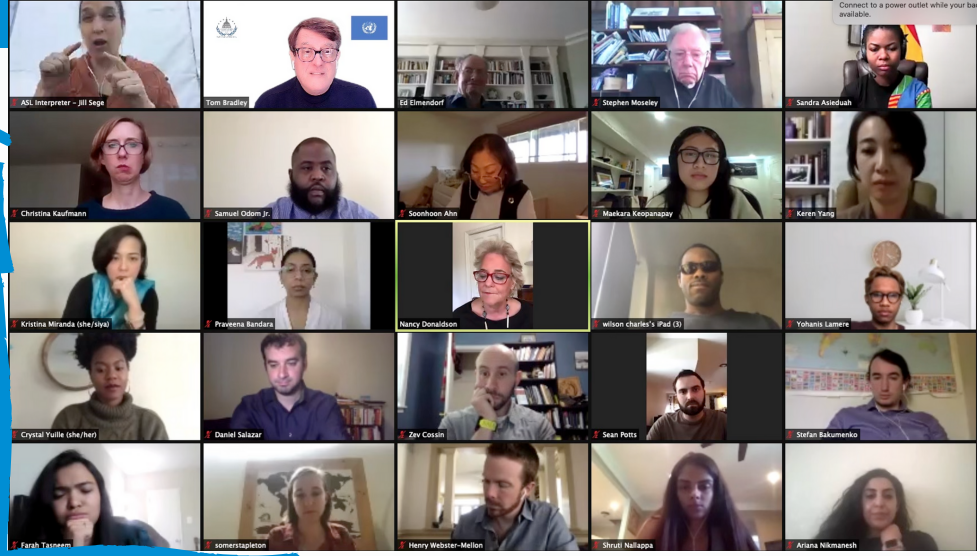 Connect to a power outlet while your ba
available.
ASL Interpreter – Jill Sege
Tom Bradley
Ed Elmendorf
Stephen Moseley
Sandra Asieduah
Christina Kaufmann
Samuel Odom Jr.
Soonhoon Ahn
Maekara Keopanapay
Keren Yang
Kristina Miranda (she/siya)
Praveena Bandara
Nancy Donaldson
wilson charles's iPad (3)
Yohanis Lamere
Crystal Yuille (she/her)
Daniel Salazar
Zev Cossin
Sean Potts
Stefan Bakumenko
Farah Tasneem
somerstapleton
Henry Webster-Mellon
Shruti Nallappa
Ariana Nikmanesh